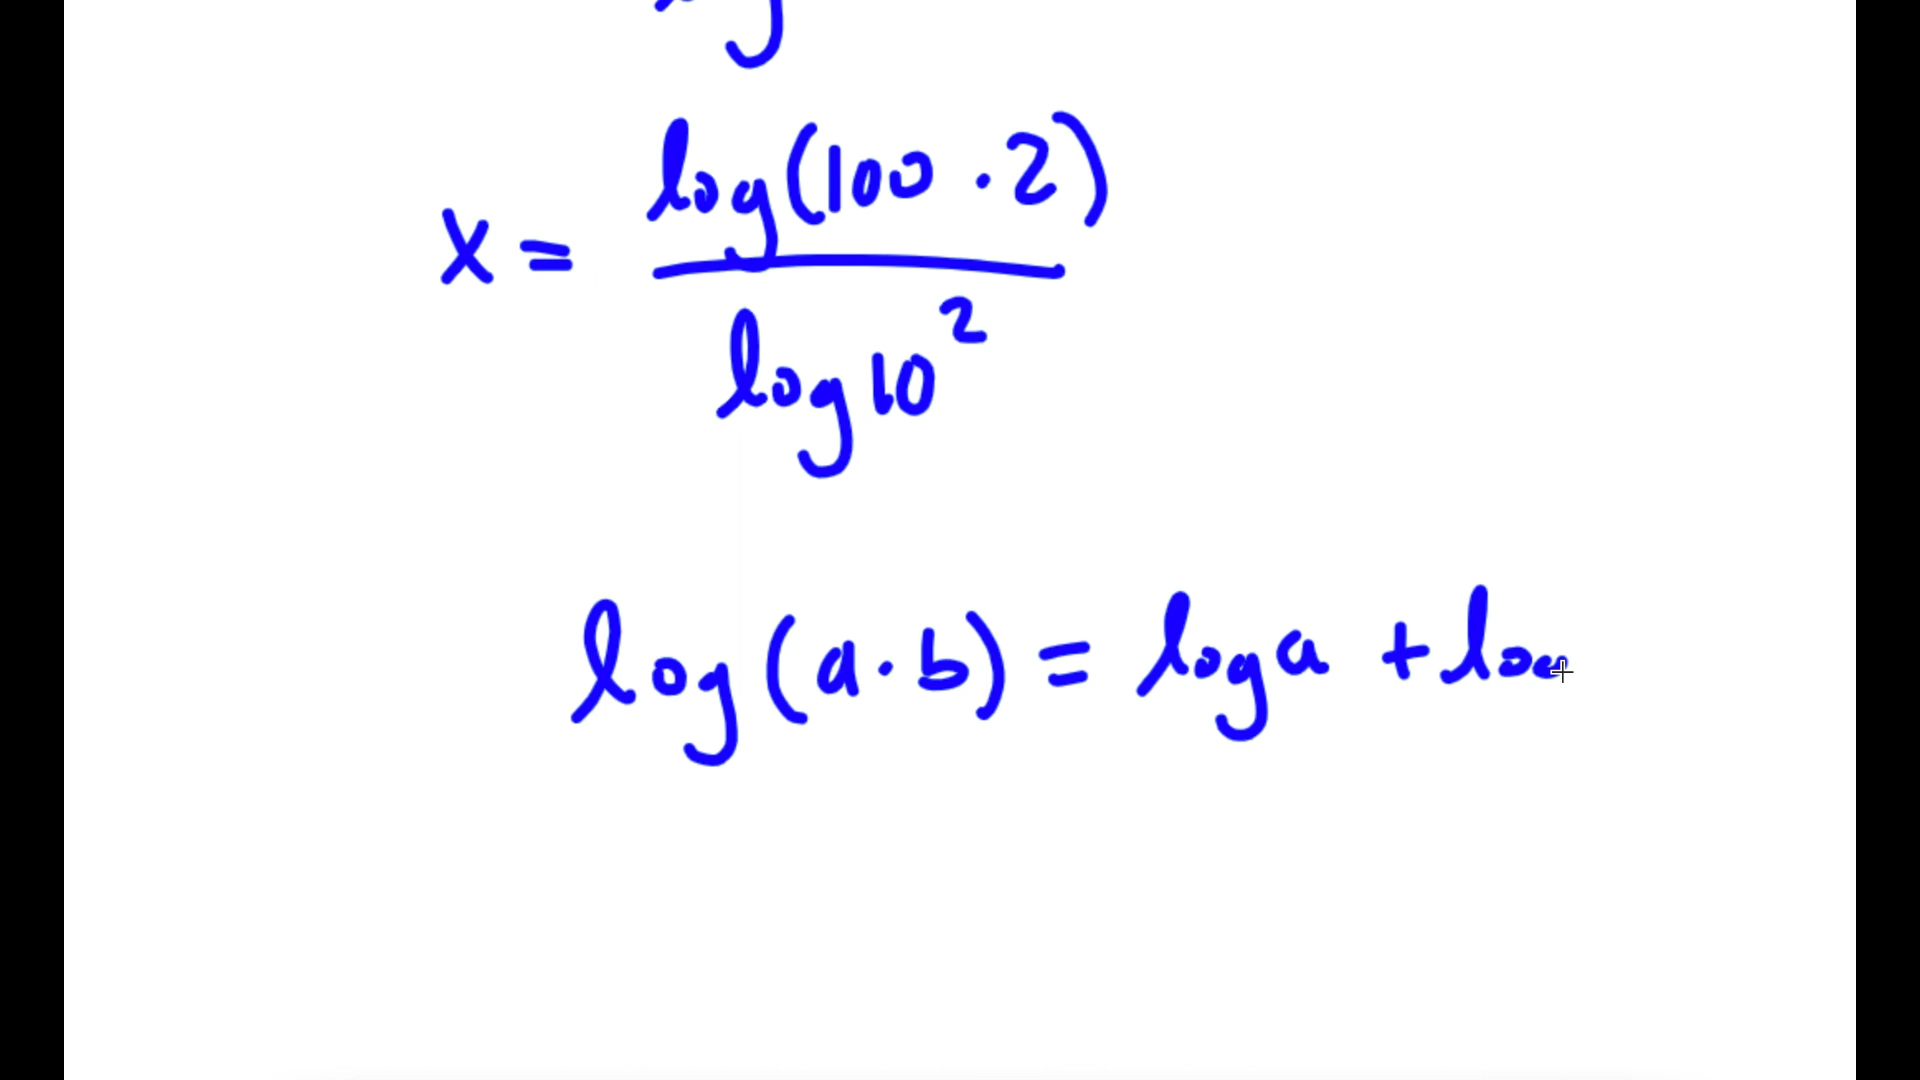 x = log(100 · 2) / log 10²
log (a · b) = log a + lo